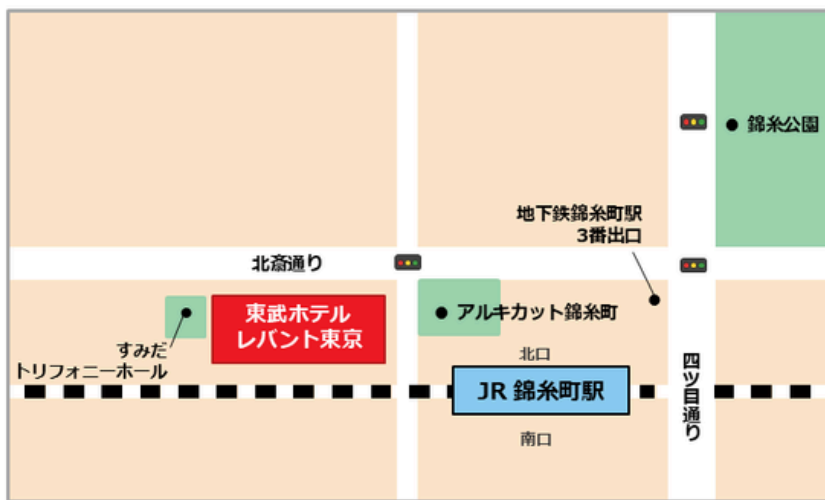 錦糸公園
地下鉄錦糸町駅
3番出口
北斎通り
東武ホテル
レバント東京
アルキカット錦糸町
すみだ
トリフォニーホール
北口
JR 錦糸町駅
四ツ目通り
南口